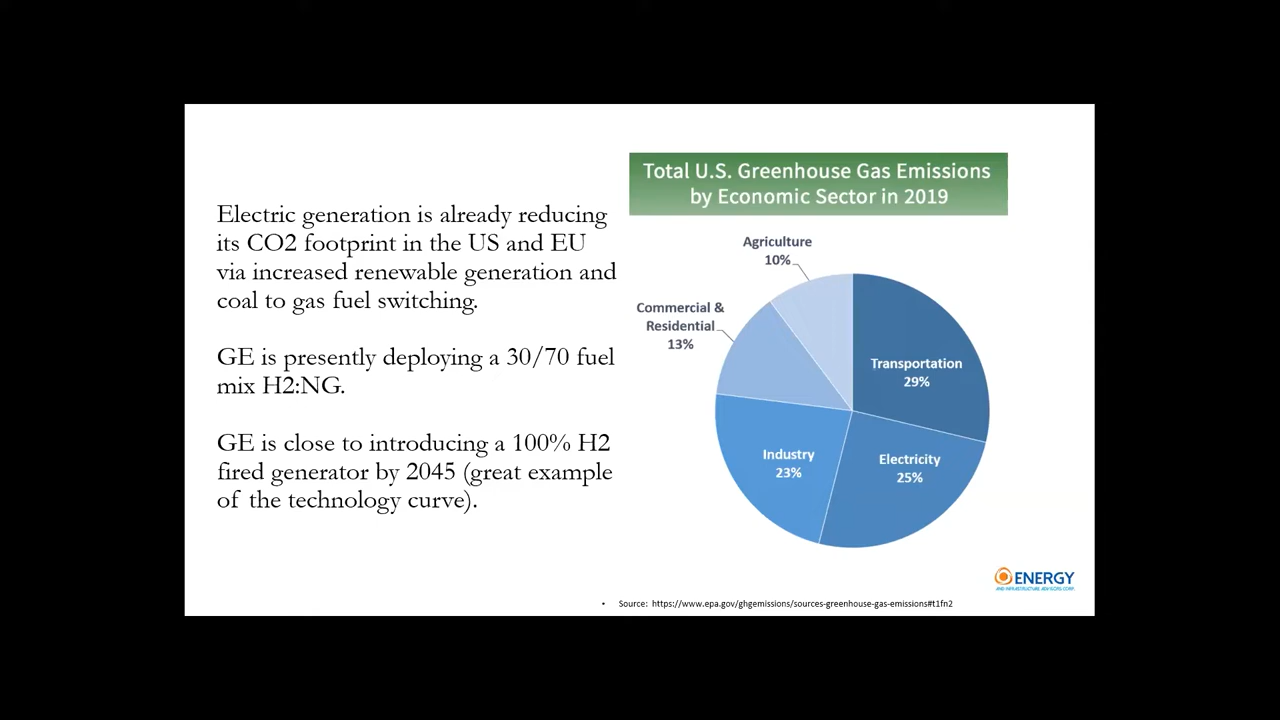 Total U.S. Greenhouse Gas Emissions
by Economic Sector in 2019
Electric generation is already reducing
its CO2 footprint in the US and EU
via increased renewable generation and
coal to gas fuel switching.
GE is presently deploying a 30/70 fuel
mix H2:NG.
GE is close to introducing a 100% H2
fired generator by 2045 (great example
of the technology curve).
Agriculture
10%
Commercial &
Residential
13%
Transportation
29%
Industry
23%
Electricity
25%
ENERGY
AND INFRASTRUCTURE ADVISORS CORP.
• Source: https://www.epa.gov/ghgemissions/sources-greenhouse-gas-emissions#t1fn2